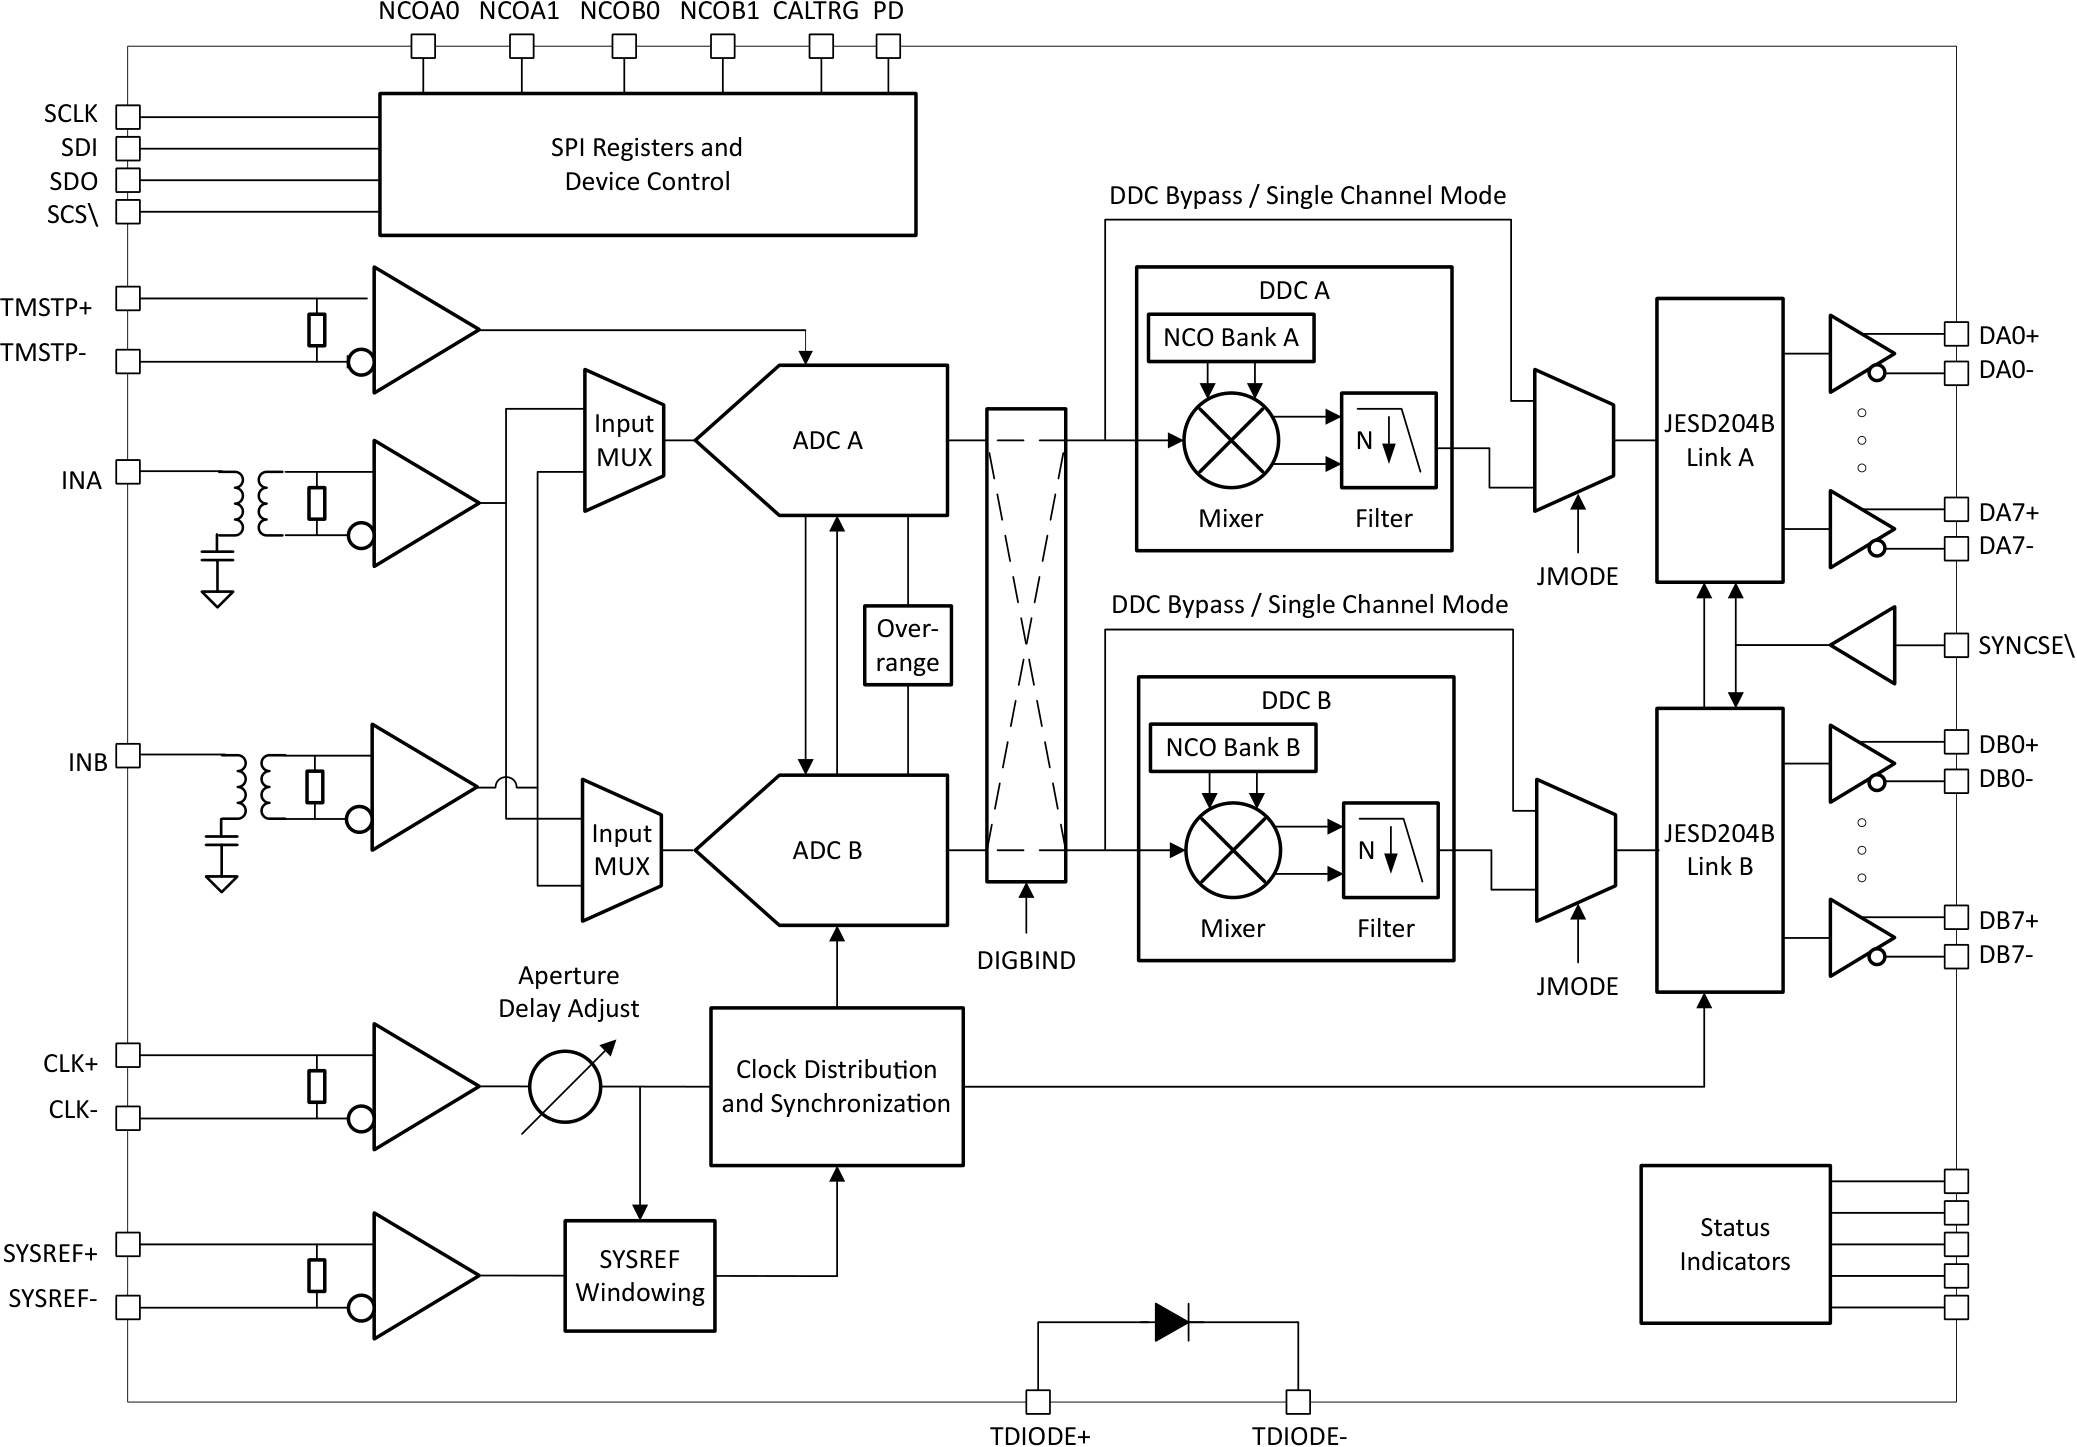 NCOA0 NCOA1 NCOB0 NCOB1 CALTRG PD
SCLK
SDI
SDO
SCS\
SPI Registers and
Device Control
TMSTP+
TMSTP-
INA
INB
Input
MUX
ADC A
Over-
range
Input
MUX
ADC B
DIGBIND
DDC Bypass / Single Channel Mode
DDC A
NCO Bank A
N
Mixer
Filter
JMODE
JESD204B
Link A
DA0+
DA0-
DA7+
DA7-
SYNCSE\
DDC Bypass / Single Channel Mode
DDC B
NCO Bank B
N
Mixer
Filter
JMODE
JESD204B
Link B
DB0+
DB0-
DB7+
DB7-
Aperture
Delay Adjust
CLK+
CLK-
Clock Distribution
and Synchronization
SYSREF+
SYSREF-
SYSREF
Windowing
Status
Indicators
TDIODE+
TDIODE-